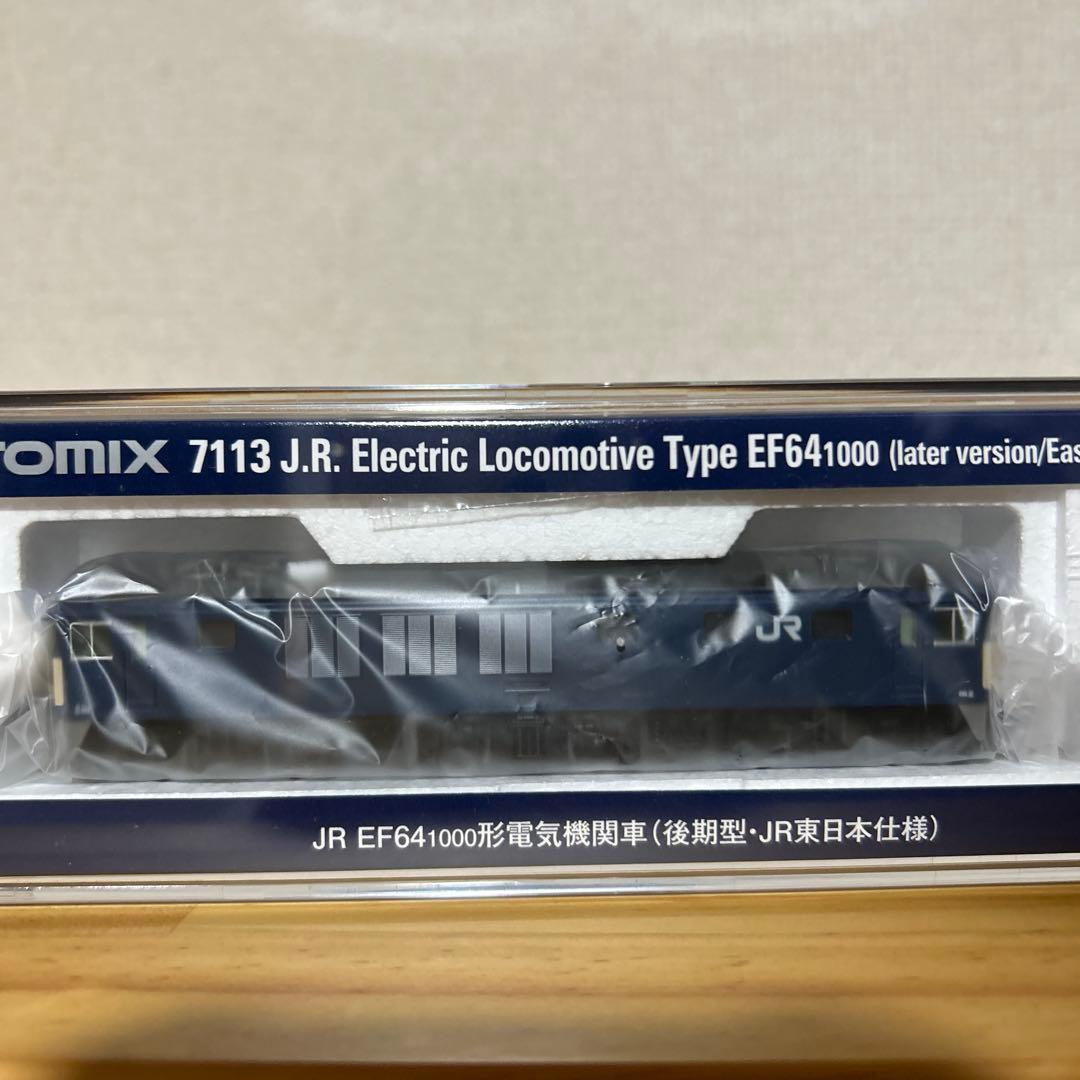 TOMIX 7113 J.R. Electric Locomotive Type EF641000 (later version/Eas
JR
JR EF641000形電気機関車(後期型・JR東日本仕様)